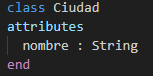 class Ciudad
attributes
  nombre : String
end